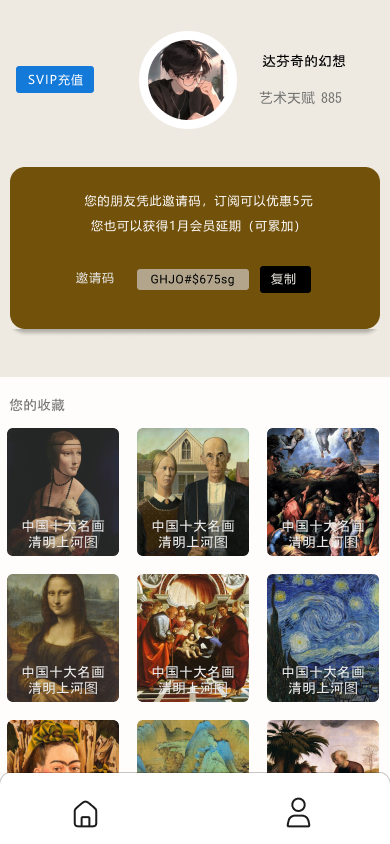 SVIP充值
达芬奇的幻想
艺术天赋 885
您的朋友凭此邀请码，订阅可以优惠5元
您也可以获得1月会员延期（可累加）
邀请码 GHJO#$675sg 复制
您的收藏
中国十大名画
清明上河图
中国十大名画
清明上河图
中国十大名画
清明上河图
中国十大名画
清明上河图
中国十大名画
清明上河图
中国十大名画
清明上河图